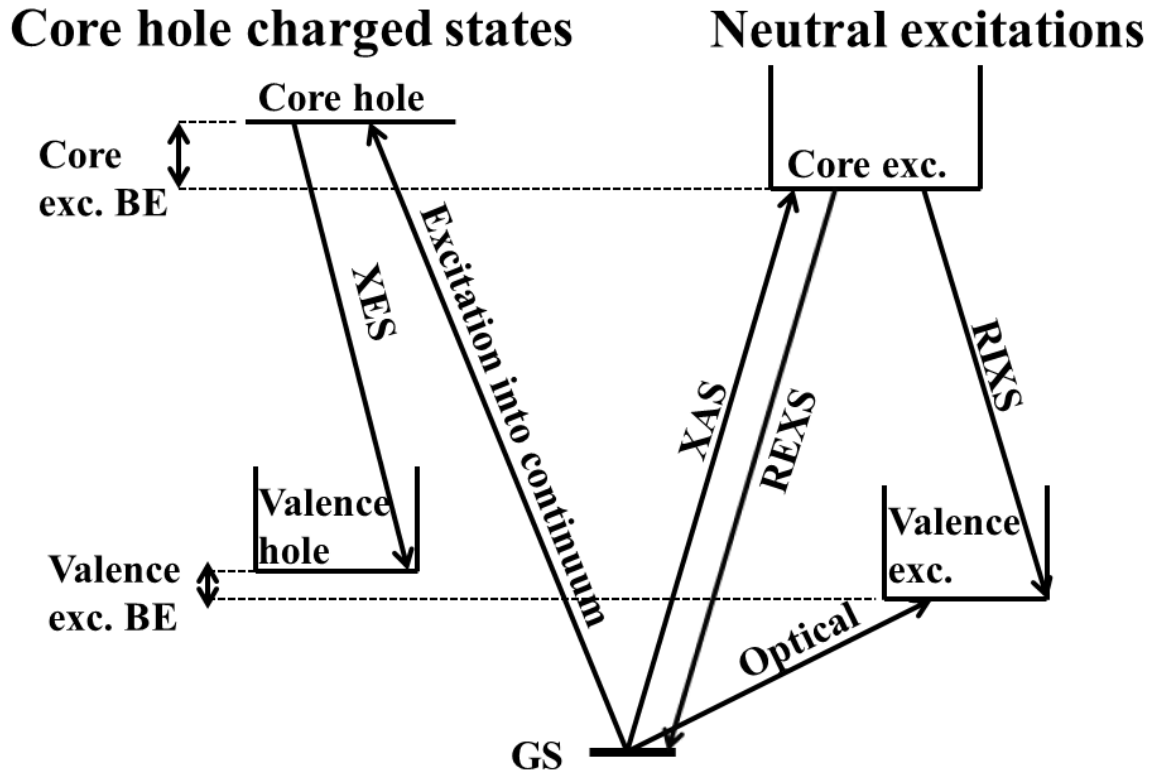 Core hole charged states
Neutral excitations
Core hole
Core
exc. BE
Core exc.
XES
Excitation into continuum
XAS
REXS
RIXS
Valence
hole
Valence
exc. BE
Valence
exc.
Optical
GS